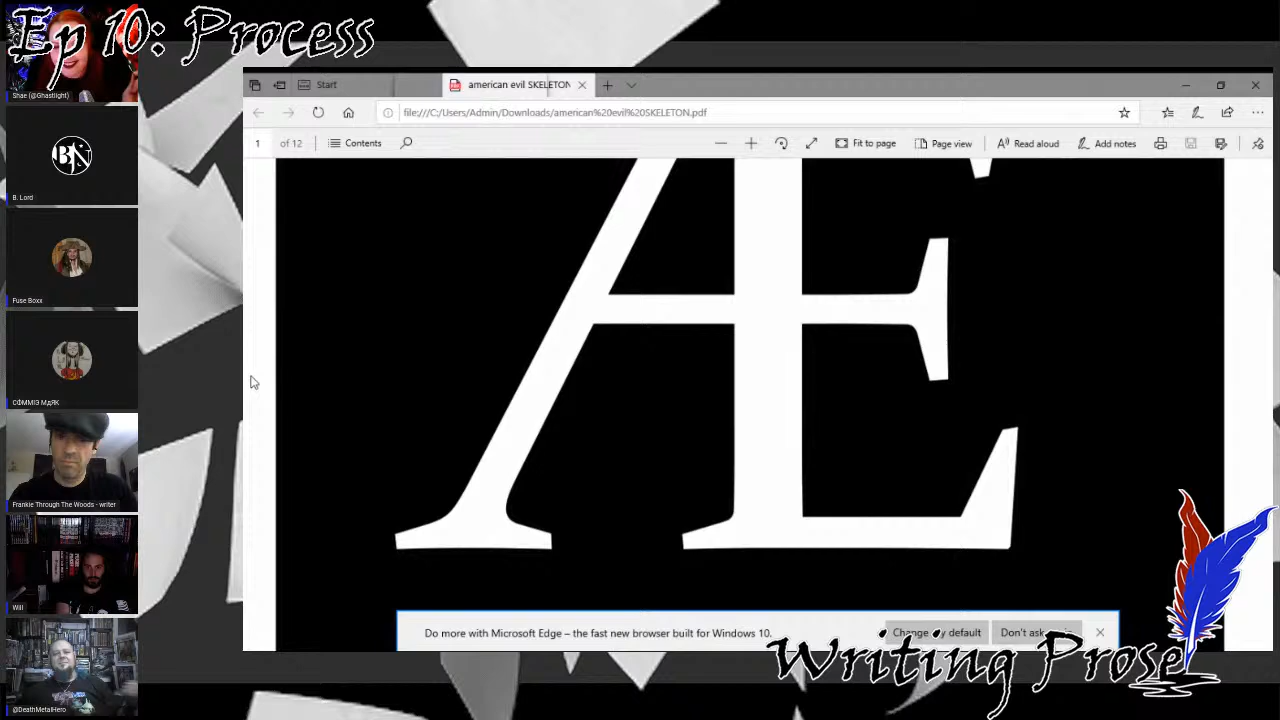 Ep 10: Process
Shae (@Ghastlight)
B. Lord
Fuse Boxx
CФMMIЭ MдЯK
Frankie Through The Woods - writer
Will
@DeathMetalHero
Start
american evil SKELETON
file:///C:/Users/Admin/Downloads/american%20evil%20SKELETON.pdf
1 of 12
Contents
Fit to page
Page view
Read aloud
Add notes
Æ
Do more with Microsoft Edge – the fast new browser built for Windows 10.
Change my default
Don't ask
Writing Prose